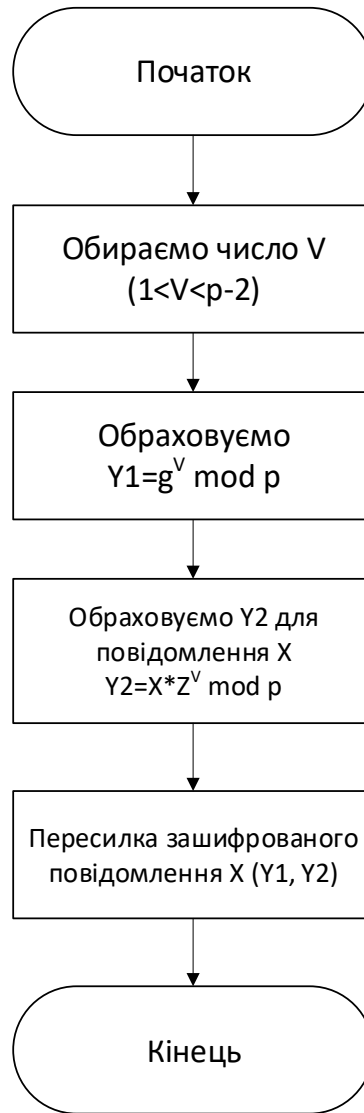 Початок
Обираємо число V
(1<V<p-2)
Обраховуємо
Y1=g^V mod p
Обраховуємо Y2 для
повідомлення X
Y2=X*Z^V mod p
Пересилка зашифрованого
повідомлення X (Y1, Y2)
Кінець